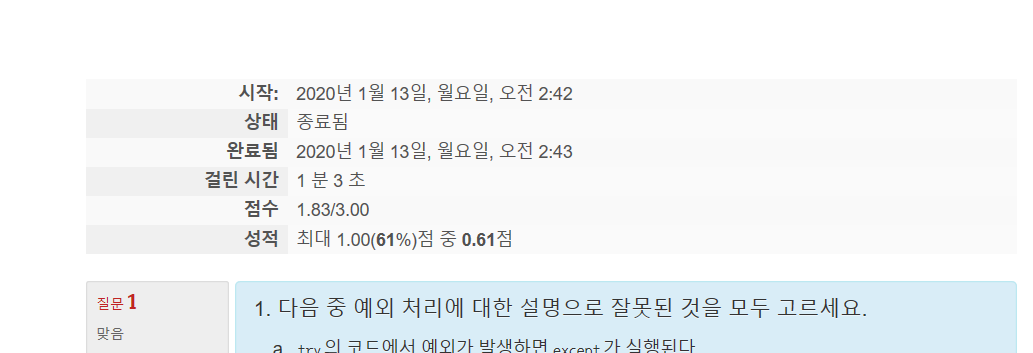 시작: 2020년 1월 13일, 월요일, 오전 2:42
상태 종료됨
완료됨 2020년 1월 13일, 월요일, 오전 2:43
걸린 시간 1 분 3 초
점수 1.83/3.00
성적 최대 1.00(61%)점 중 0.61점
질문 1
맞음
1. 다음 중 예외 처리에 대한 설명으로 잘못된 것을 모두 고르세요.
a. try의 코드에서 예외가 발생하면 except가 실행된다